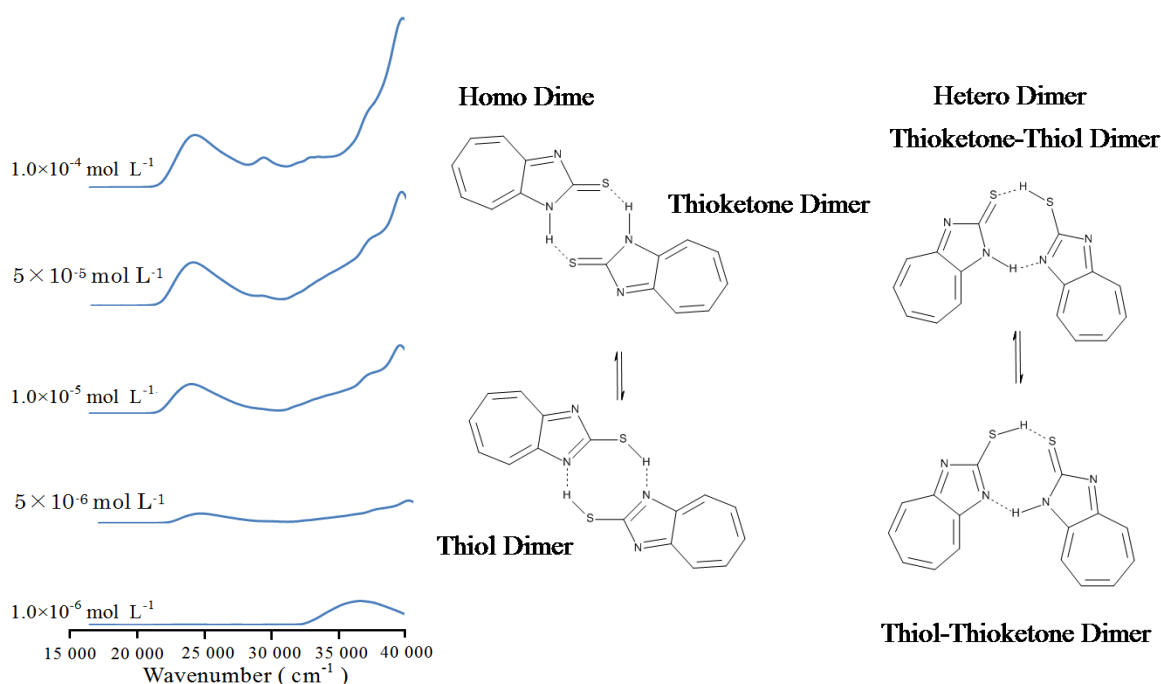 1.0×10-4 mol L-1
5×10-5 mol L-1
1.0×10-5 mol L-1.
5×10-6 mol L-1
1.0×10-6 mol L-1
15 000 20 000 25 000 30 000 35 000 40 000
Wavenumber ( cm-1 )
Homo Dime
N
S
N
H
H
S
N
N
Thioketone Dimer
N
S
N
H
H
N
S
N
Thiol Dimer
Hetero Dimer
Thioketone-Thiol Dimer
S
H
S
N
N
N
H
N
S
H
S
N
N
N
H
N
Thiol-Thioketone Dimer